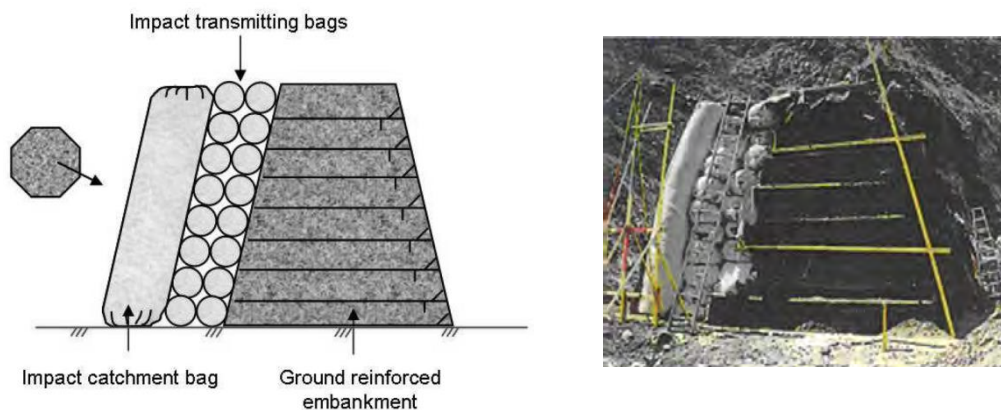 Impact transmitting bags
Impact catchment bag
Ground reinforced
embankment